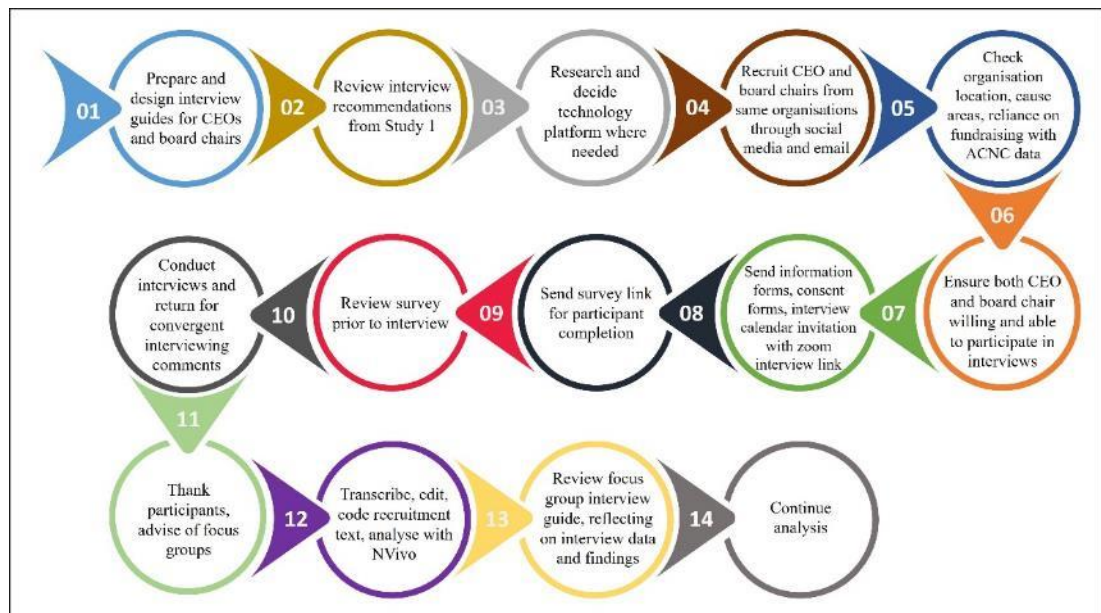 01
Prepare and
design interview
guides for CEOs
and board chairs
02
Review interview
recommendations
from Study 1
03
Research and
decide
technology
platform where
needed
04
Recruit CEO and
board chairs from
same organisations
through social
media and email
05
Check
organisation
location, cause
areas, reliance on
fundraising with
ACNC data
06
Ensure both CEO
and board chair
willing and able
to participate in
interviews
07
Send information
forms, consent
forms, interview
calendar invitation
with zoom
interview link
08
Send survey link
for participant
completion
09
Review survey
prior to interview
10
Conduct
interviews and
return for
convergent
interviewing
comments
11
Thank
participants,
advise of focus
groups
12
Transcribe, edit,
code recruitment
text, analyse with
NVivo
13
Review focus
group interview
guide, reflecting
on interview data
and findings
14
Continue
analysis